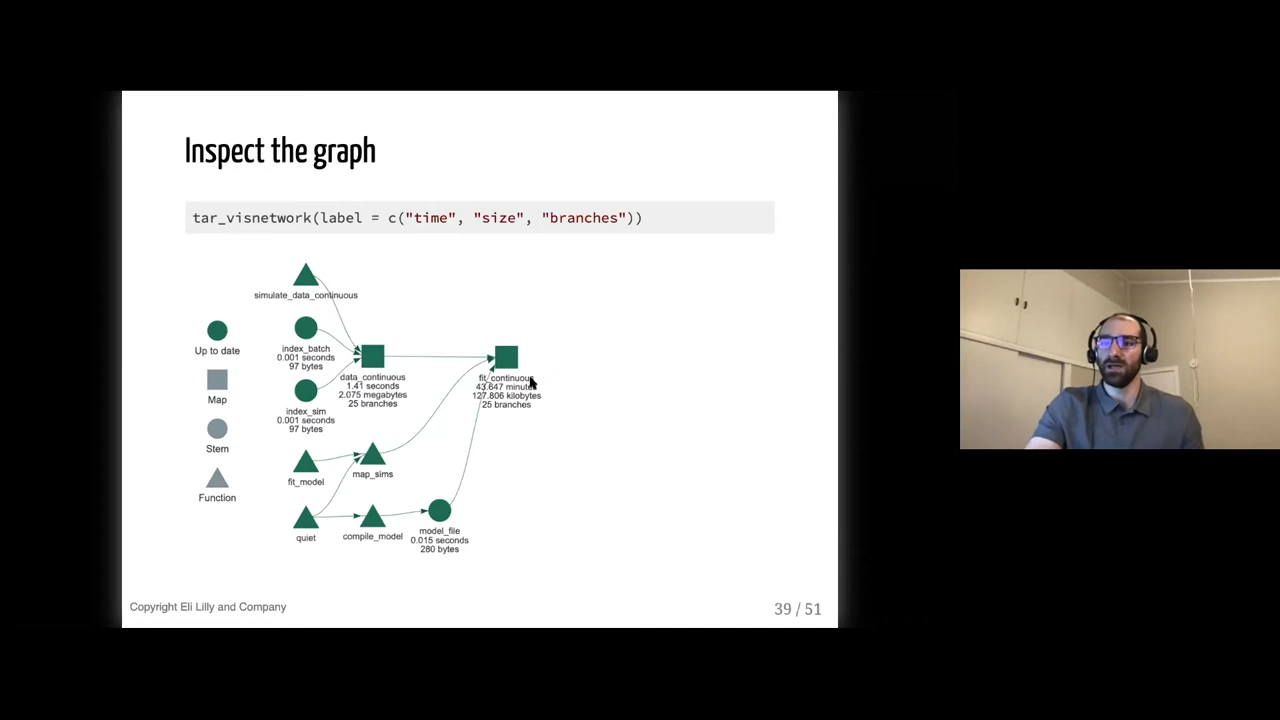 Inspect the graph
tar_visnetwork(label = c("time", "size", "branches"))
simulate_data_continuous
Up to date
Map
Stem
Function
index_batch
0.001 seconds
97 bytes
index_sim
0.001 seconds
97 bytes
data_continuous
1.41 seconds
2.075 megabytes
25 branches
fit_continuous
43.647 minutes
127.806 kilobytes
25 branches
fit_model
map_sims
quiet
compile_model
model_file
0.015 seconds
280 bytes
Copyright Eli Lilly and Company
39 / 51